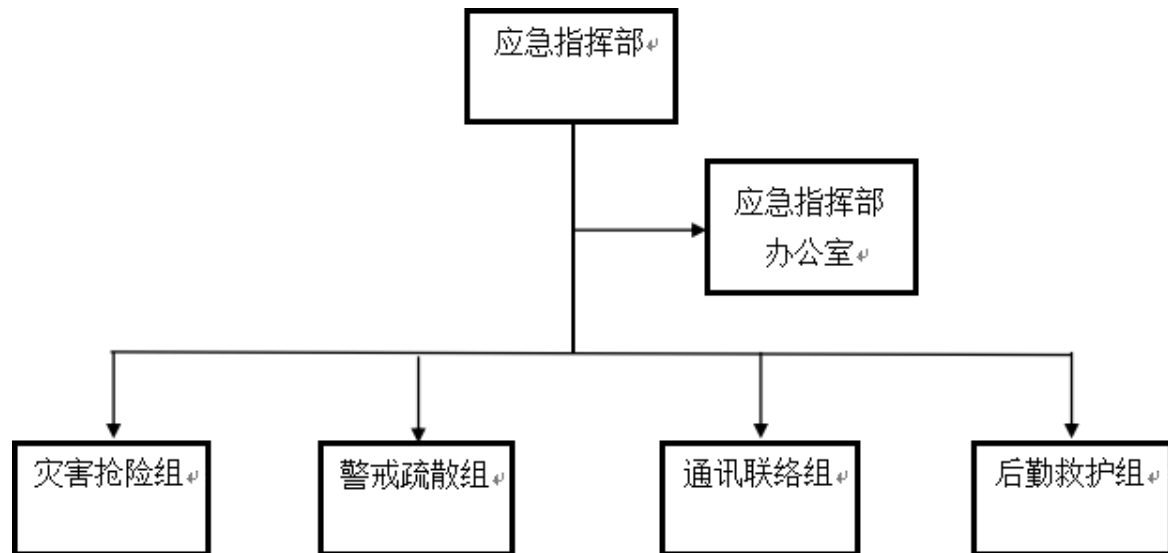 应急指挥部
应急指挥部
办公室
灾害抢险组
警戒疏散组
通讯联络组
后勤救护组